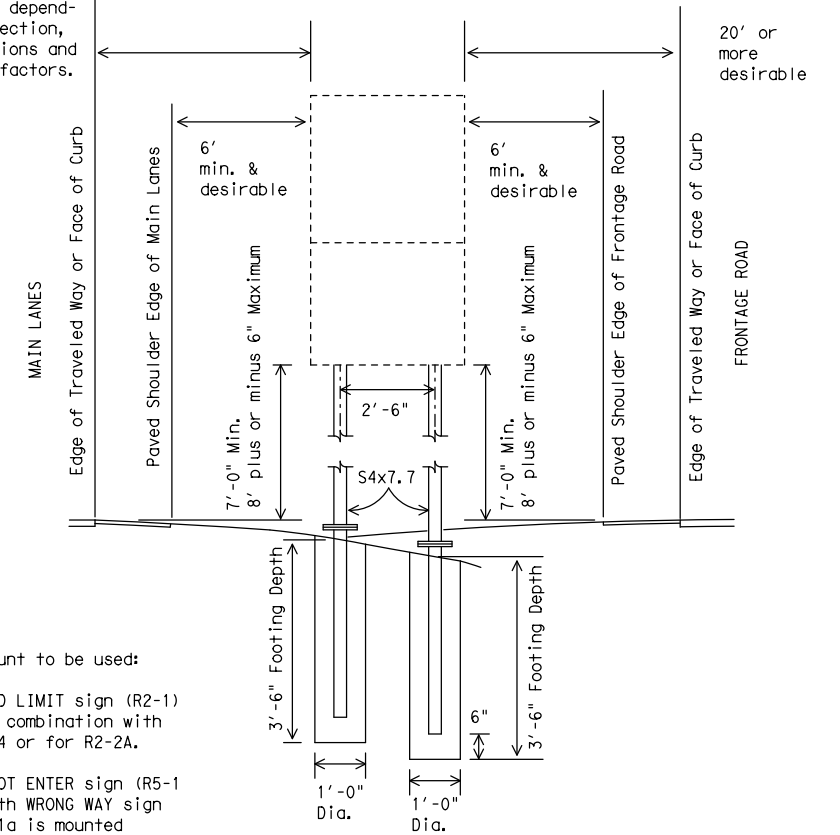 depend-
ection,
ions and
factors.
20' or
more
desirable
6'
min. &
desirable
6'
min. &
desirable
MAIN LANES
Edge of Traveled Way or Face of Curb
Paved Shoulder Edge of Main Lanes
7'-0" Min.
8' plus or minus 6" Maximum
2'-6"
S4x7.7
7'-0" Min.
8' plus or minus 6" Maximum
Paved Shoulder Edge of Frontage Road
Edge of Traveled Way or Face of Curb
FRONTAGE ROAD
3'-6" Footing Depth
3'-6" Footing Depth
6"
1'-0"
Dia.
1'-0"
Dia.
unt to be used:
D LIMIT sign (R2-1)
combination with
4 or for R2-2A.
OT ENTER sign (R5-1
th WRONG WAY sign
1a is mounted